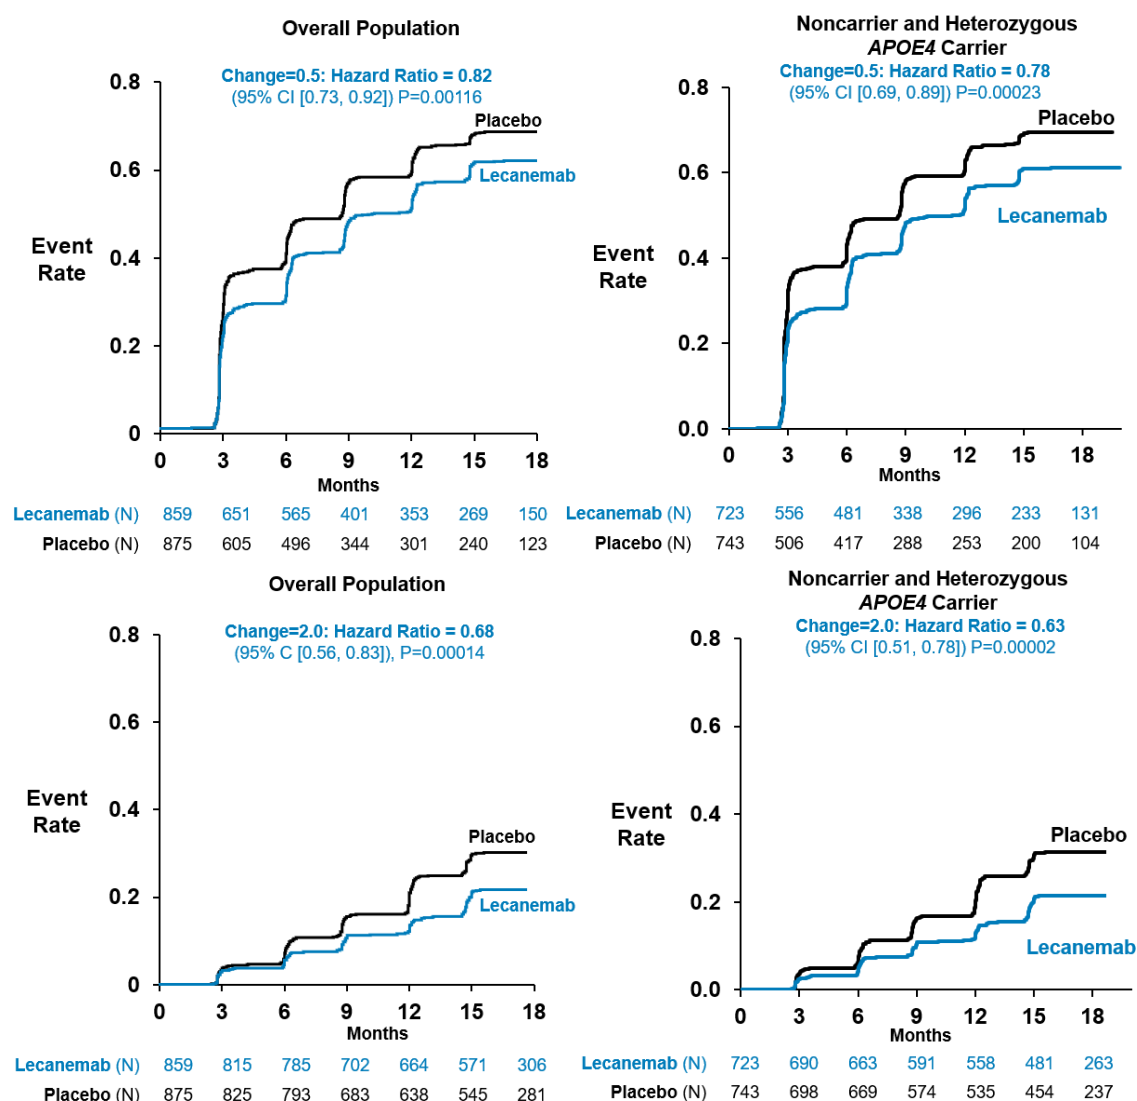 Overall Population
Change=0.5: Hazard Ratio = 0.82
(95% CI [0.73, 0.92]) P=0.00116
0.8
0.6
0.4
0.2
0
Event
Rate
Placebo
Lecanemab
0 3 6 9 12 15 18
Months
Lecanemab (N) 859 651 565 401 353 269 150
Placebo (N) 875 605 496 344 301 240 123
Noncarrier and Heterozygous
APOE4 Carrier
Change=0.5: Hazard Ratio = 0.78
(95% CI [0.69, 0.89]) P=0.00023
0.8
0.6
0.4
0.2
0.0
Event
Rate
Placebo
Lecanemab
0 3 6 9 12 15 18
Months
Lecanemab (N) 723 556 481 338 296 233 131
Placebo (N) 743 506 417 288 253 200 104
Overall Population
Change=2.0: Hazard Ratio = 0.68
(95% C [0.56, 0.83]), P=0.00014
0.8
0.6
0.4
0.2
0
Event
Rate
Placebo
Lecanemab
0 3 6 9 12 15 18
Months
Lecanemab (N) 859 815 785 702 664 571 306
Placebo (N) 875 825 793 683 638 545 281
Noncarrier and Heterozygous
APOE4 Carrier
Change=2.0: Hazard Ratio = 0.63
(95% CI [0.51, 0.78]) P=0.00002
0.8
0.6
0.4
0.2
0.0
Event
Rate
Placebo
Lecanemab
0 3 6 9 12 15 18
Months
Lecanemab (N) 723 690 663 591 558 481 263
Placebo (N) 743 698 669 574 535 454 237